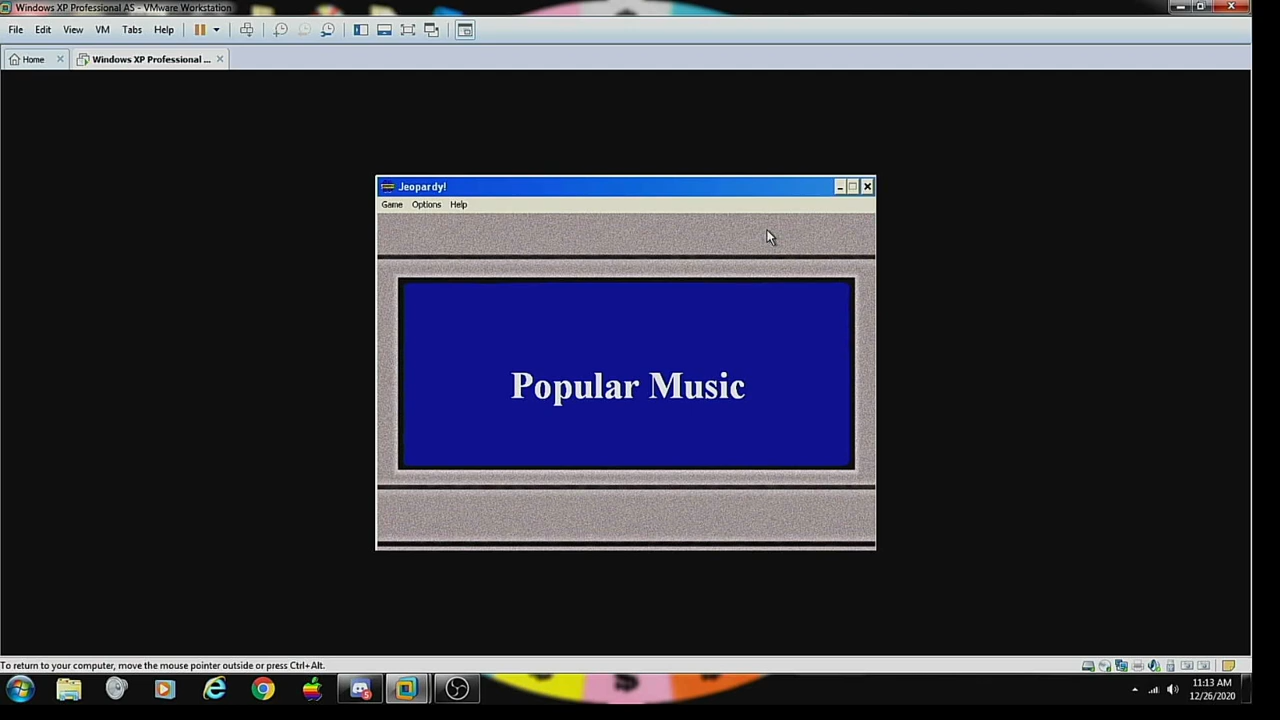 Windows XP Professional AS - VMware Workstation
File Edit View VM Tabs Help
Home Windows XP Professional ...
Jeopardy!
Game Options Help
Popular Music
To return to your computer, move the mouse pointer outside or press Ctrl+Alt.
5
11:13 AM
12/26/2020